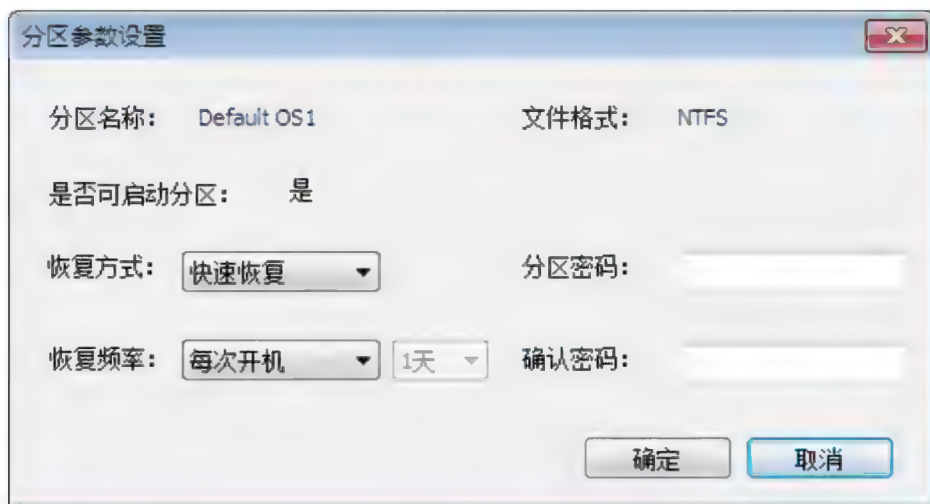 分区参数设置
分区名称： Default OS1 文件格式： NTFS
是否可启动分区： 是
恢复方式： 快速恢复 分区密码：
恢复频率： 每次开机 1天 确认密码：
确定 取消